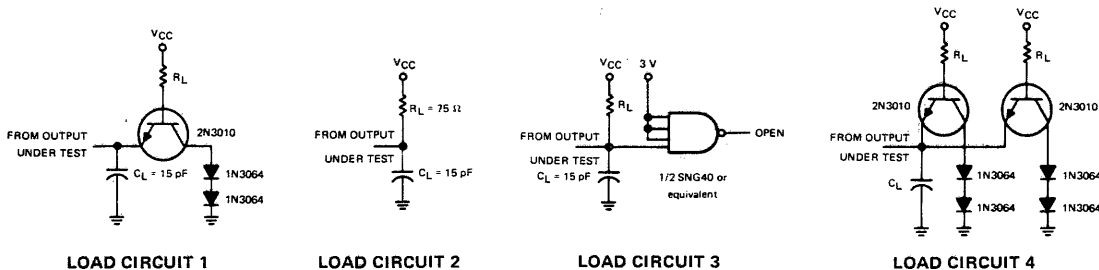 VCC
RL
2N3010
FROM OUTPUT
UNDER TEST
CL = 15 pF
1N3064
1N3064
LOAD CIRCUIT 1
VCC
RL = 75 Ω
FROM OUTPUT
UNDER TEST
CL = 15 pF
LOAD CIRCUIT 2
VCC
3 V
RL
FROM OUTPUT
OPEN
UNDER TEST
CL = 15 pF
1/2 SNG40 or
equivalent
LOAD CIRCUIT 3
VCC
VCC
RL
RL
2N3010
2N3010
FROM OUTPUT
UNDER TEST
CL
1N3064
1N3064
1N3064
1N3064
LOAD CIRCUIT 4